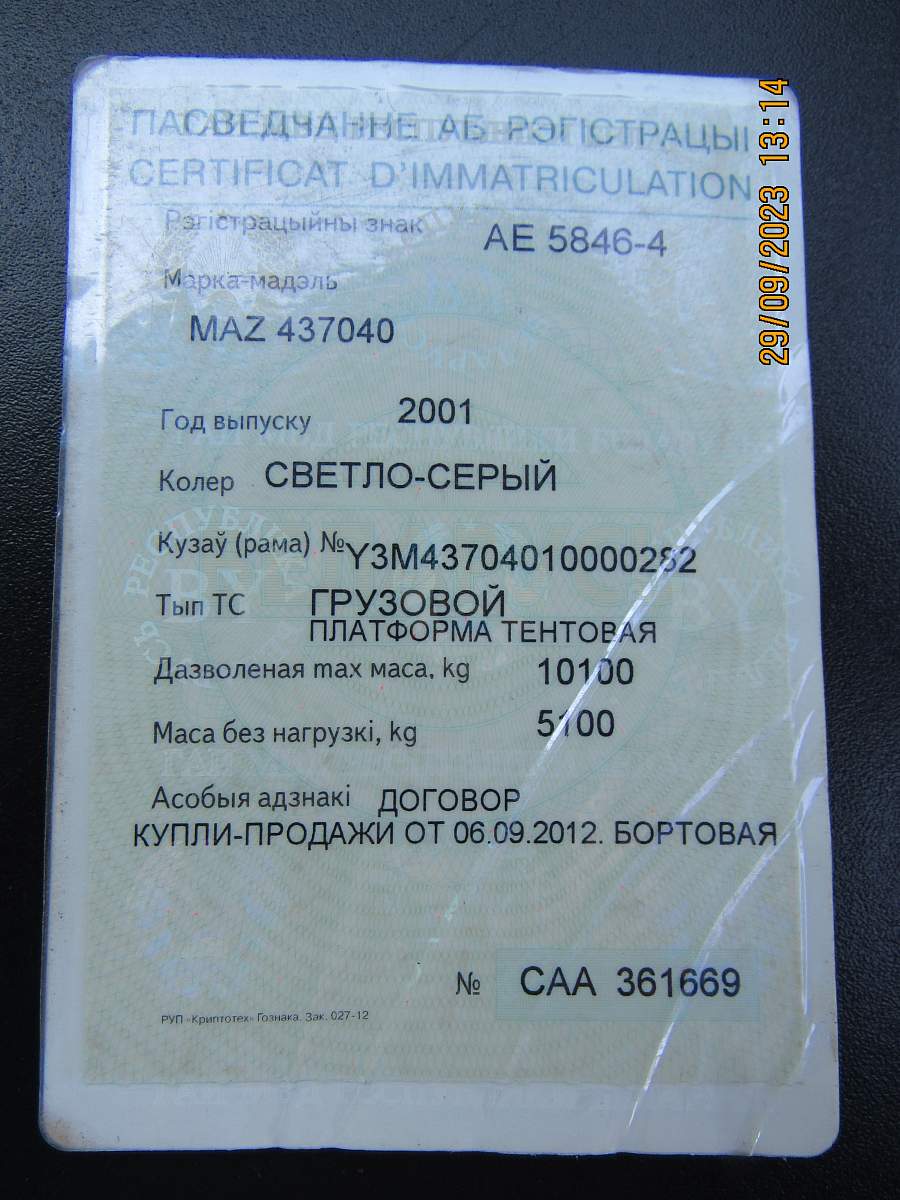 ПАСВЕДЧАННЕ АБ РЭГІСТРАЦЫІ
CERTIFICAT D'IMMATRICULATION
Рэгістрацыйны знак AE 5846-4
Марка-мадэль
MAZ 437040
Год выпуску 2001
Колер СВЕТЛО-СЕРЫЙ
Кузаў (рама) № Y3M43704010000282
Тып ТС ГРУЗОВОЙ
ПЛАТФОРМА ТЕНТОВАЯ
Дазволеная max маса, kg 10100
Маса без нагрузкі, kg 5100
Асобыя адзнакі ДОГОВОР
КУПЛИ-ПРОДАЖИ ОТ 06.09.2012. БОРТОВАЯ
№ САА 361669
РУП «Криптотех» Гознака. Зак. 027-12
29/09/2023 13:14